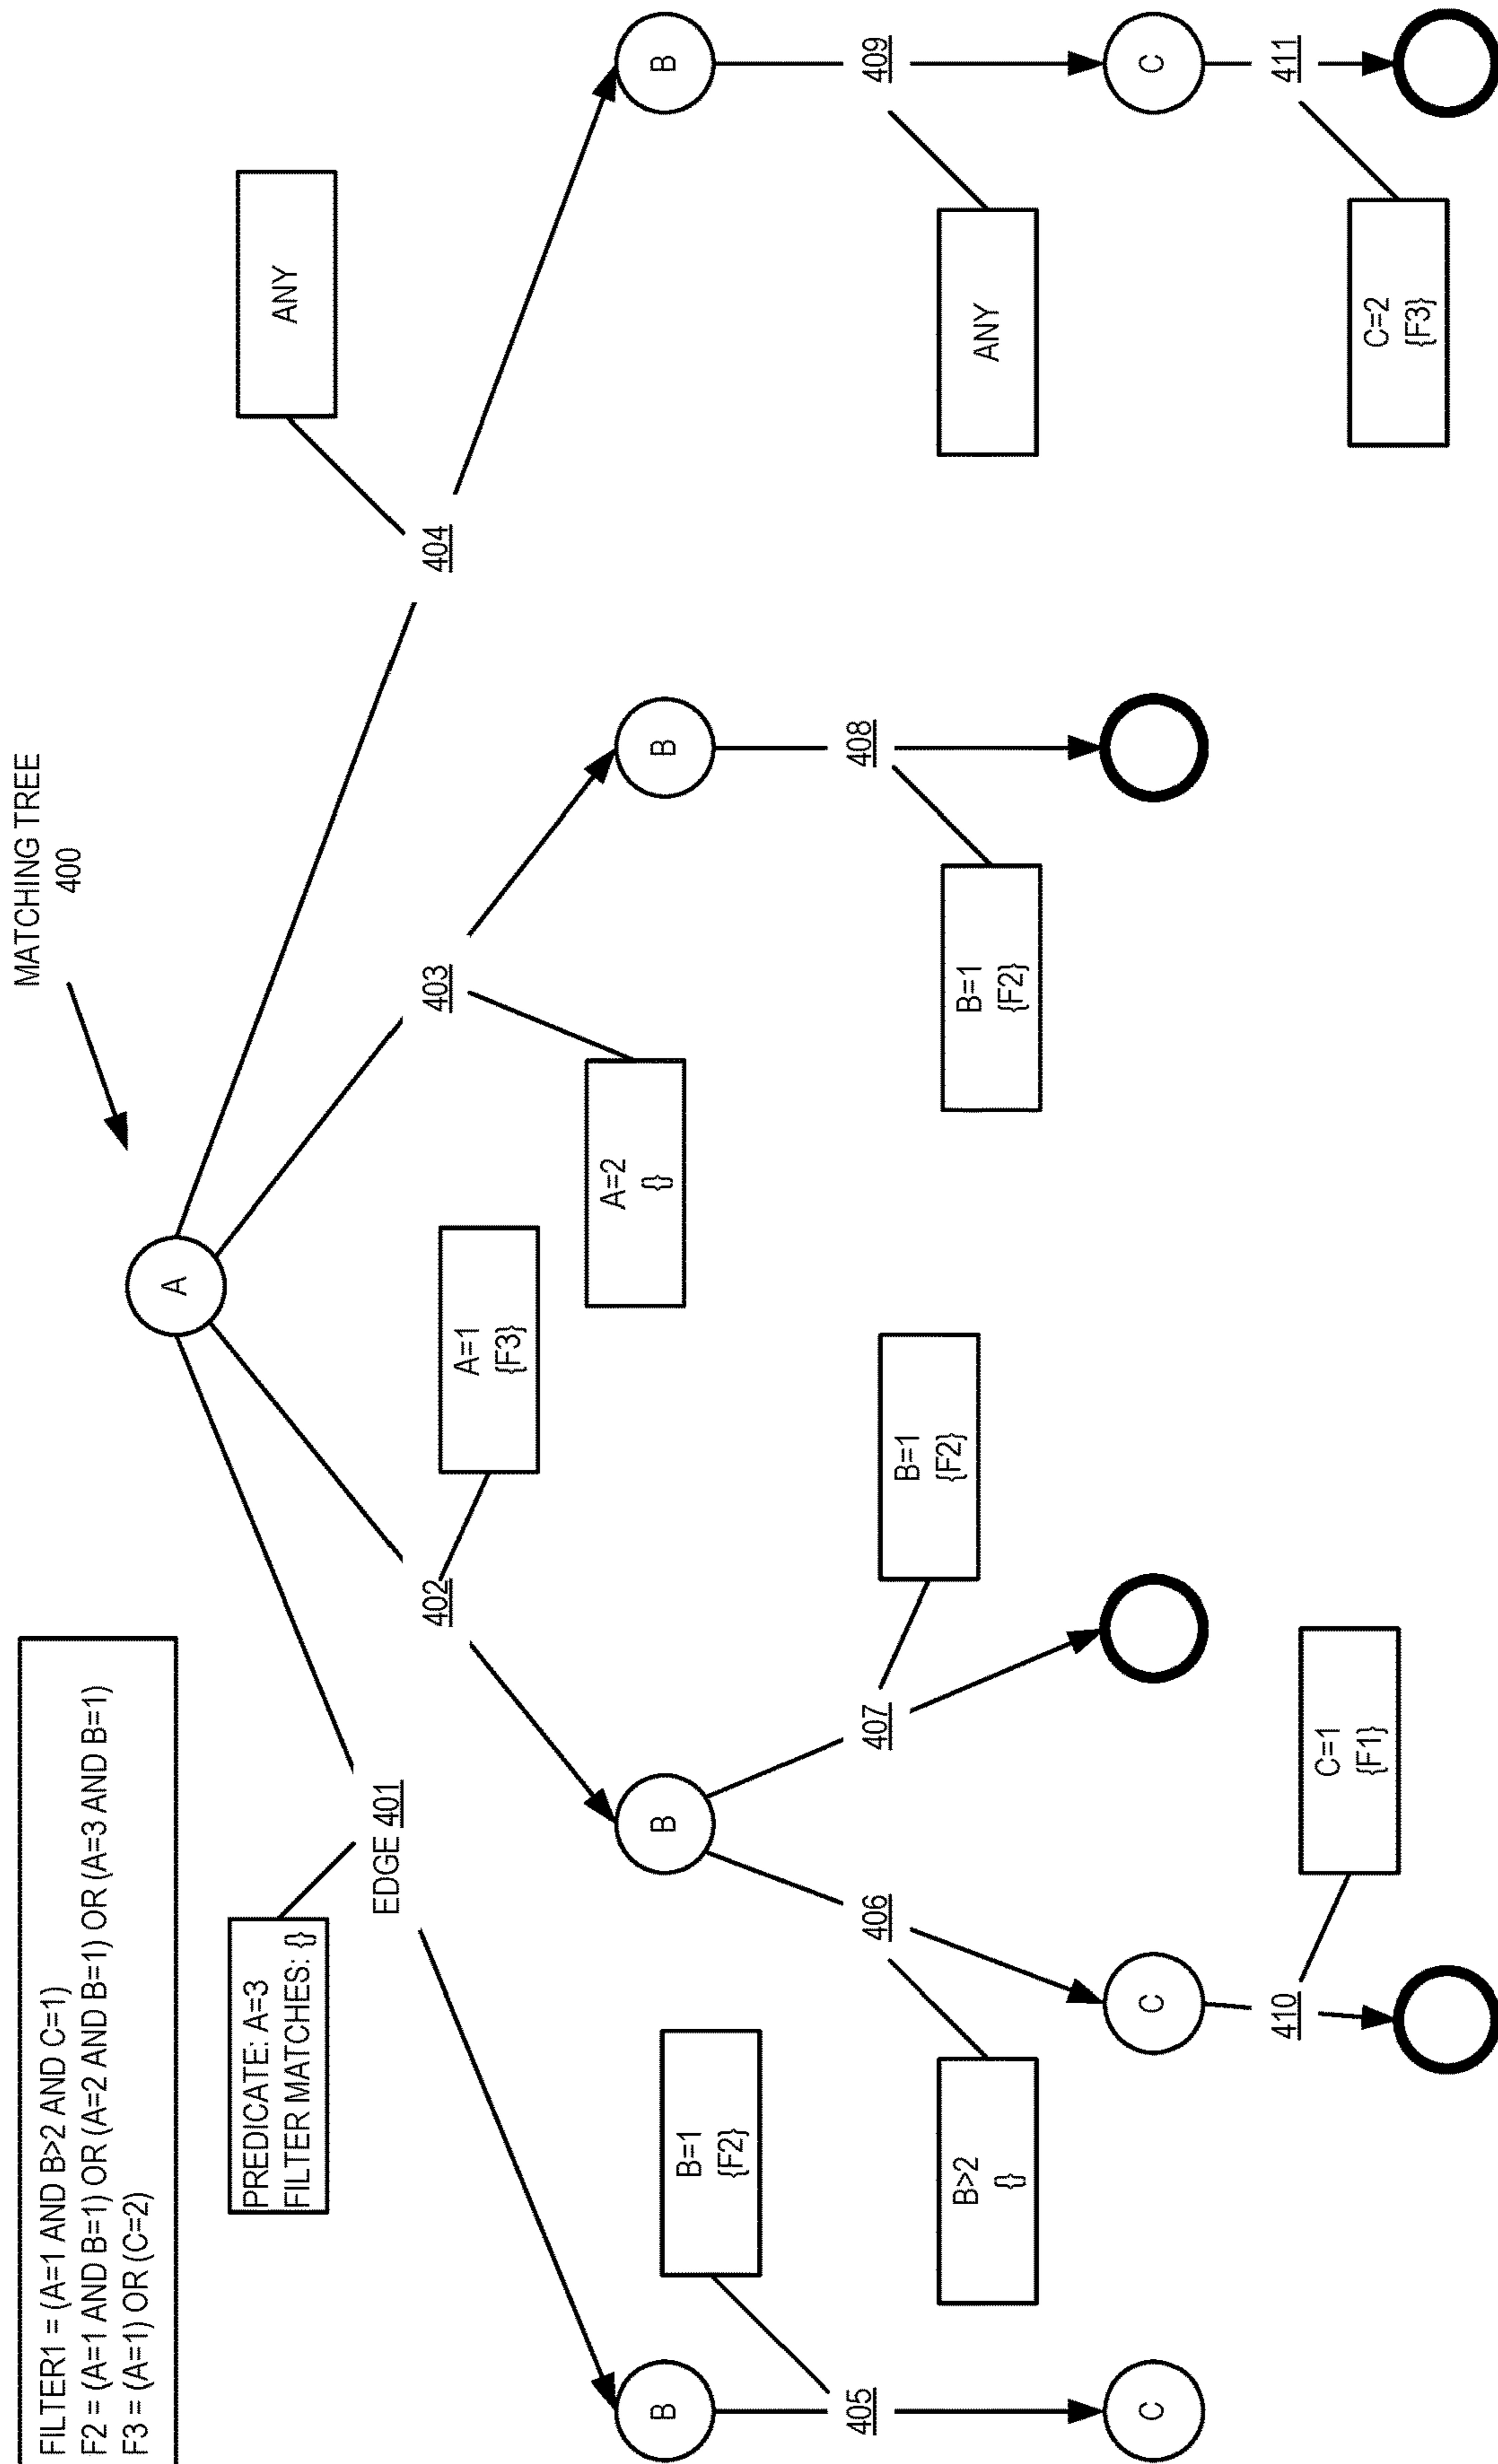 MATCHING TREE
400
FILTER1 = (A=1 AND B>2 AND C=1)
F2 = (A=1 AND B=1) OR (A=2 AND B=1) OR (A=3 AND B=1)
F3 = (A=1) OR (C=2)
A
PREDICATE: A=3
FILTER MATCHES: {}
EDGE 401
402
A=1
{F3}
403
A=2
{}
404
ANY
B
B
B
B
B=1
{F2}
405
B>2
{}
406
407
B=1
{F2}
408
B=1
{F2}
409
ANY
C
C
C
410
C=1
{F1}
411
C=2
{F3}